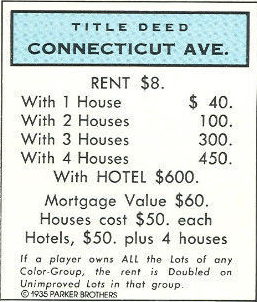 TITLE DEED
CONNECTICUT AVE.
RENT $8.
With 1 House $ 40.
With 2 Houses 100.
With 3 Houses 300.
With 4 Houses 450.
With HOTEL $600.
Mortgage Value $60.
Houses cost $50. each
Hotels, $50. plus 4 houses
If a player owns ALL the Lots of any
Color-Group, the rent is Doubled on
Unimproved Lots in that group.
© 1935 PARKER BROTHERS